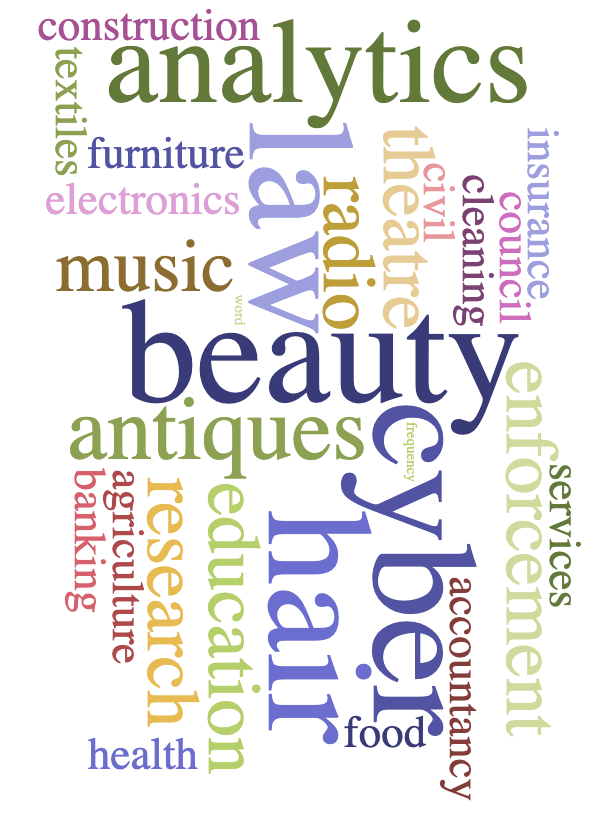 construction
analytics
textiles
furniture
law
theatre
insurance
electronics
radio
civil
cleaning
council
music
word
beauty
antiques
cyber
frequency
enforcement
services
banking
agriculture
research
education
hair
accountancy
food
health